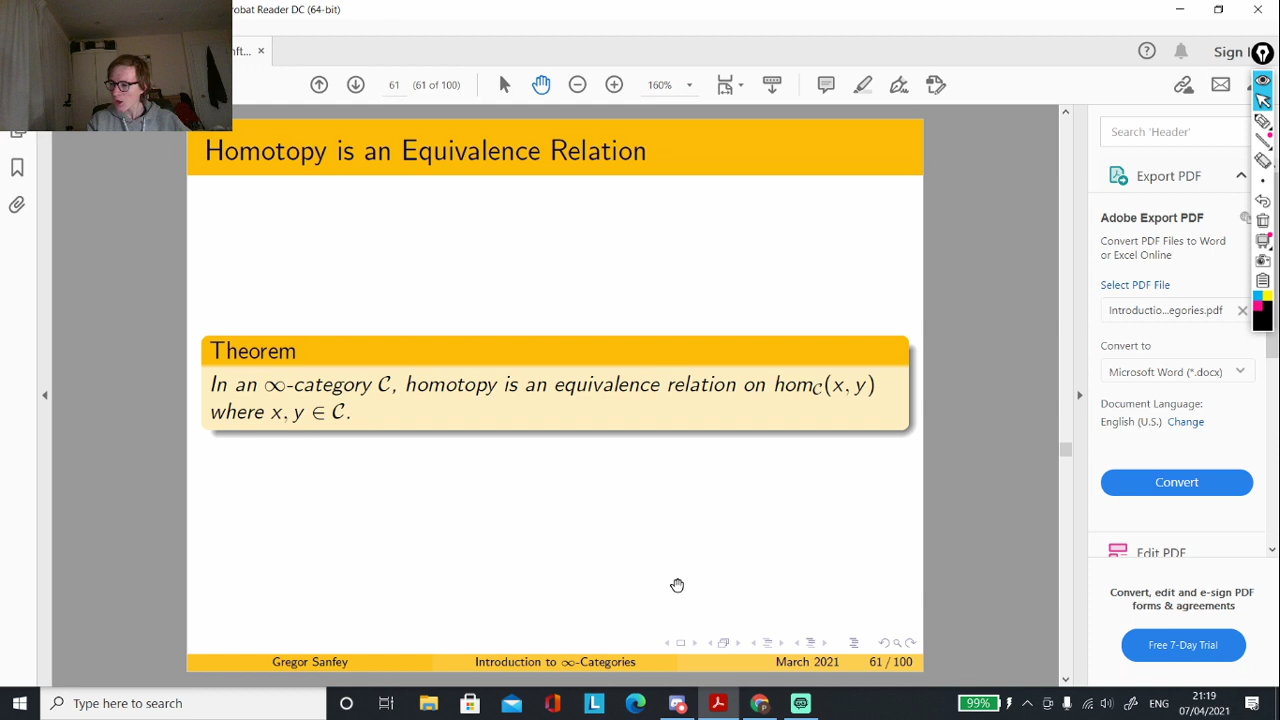 crobat Reader DC (64-bit)
nft...
61 (61 of 100)
160%
Sign I
Homotopy is an Equivalence Relation
Theorem
In an ∞-category C, homotopy is an equivalence relation on hom_C(x, y)
where x, y ∈ C.
Gregor Sanfey
Introduction to ∞-Categories
March 2021
61 / 100
Search 'Header'
Export PDF
Adobe Export PDF
Convert PDF Files to Word
or Excel Online
Select PDF File
Introductio...egories.pdf
Convert to
Microsoft Word (*.docx)
Document Language:
English (U.S.) Change
Convert
Edit PDF
Convert, edit and e-sign PDF
forms & agreements
Free 7-Day Trial
Type here to search
99%
ENG
21:19
07/04/2021